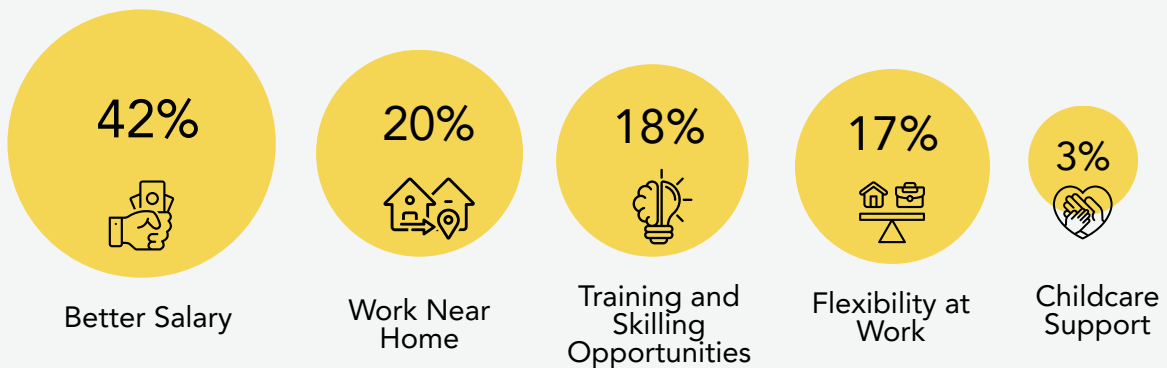 42%
20%
18%
17%
3%
Better Salary
Work Near
Home
Training and
Skilling
Opportunities
Flexibility at
Work
Childcare
Support